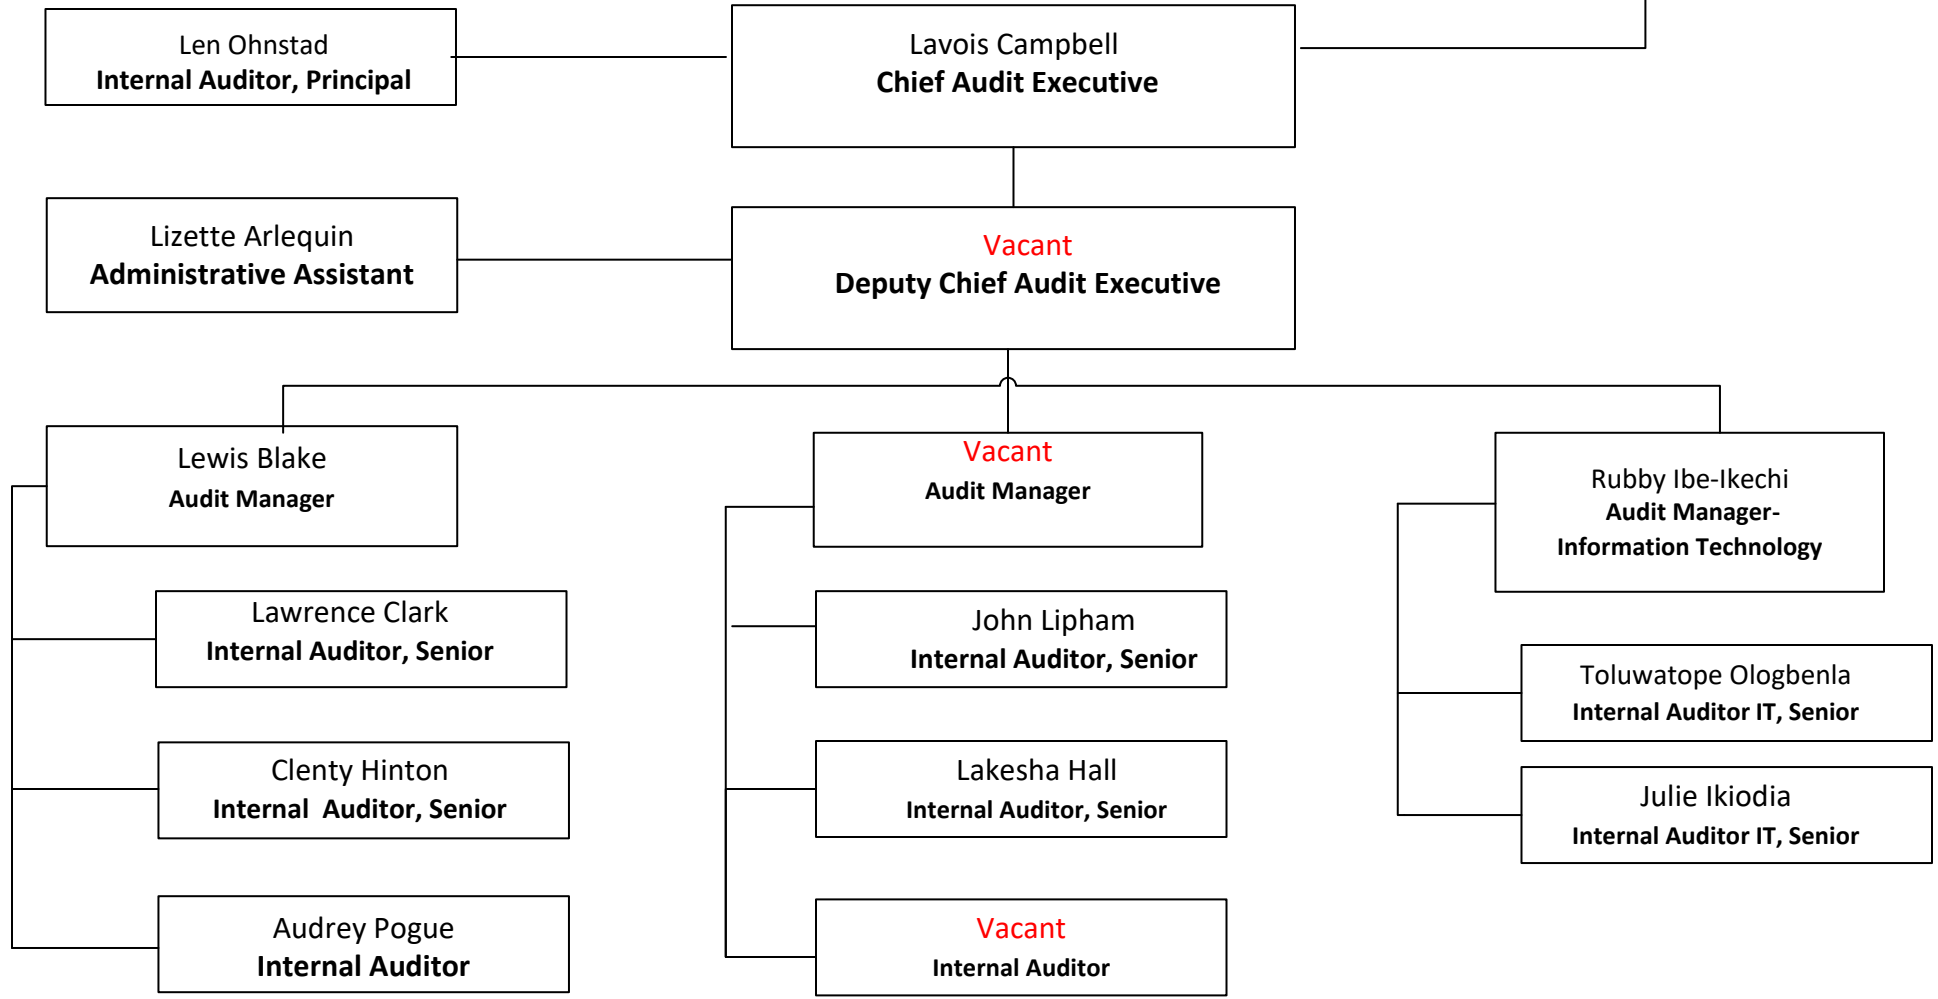 Len Ohnstad
Internal Auditor, Principal
Lavois Campbell
Chief Audit Executive
Lizette Arlequin
Administrative Assistant
Vacant
Deputy Chief Audit Executive
Lewis Blake
Audit Manager
Vacant
Audit Manager
Rubby Ibe-Ikechi
Audit Manager-
Information Technology
Lawrence Clark
Internal Auditor, Senior
John Lipham
Internal Auditor, Senior
Toluwatope Ologbenla
Internal Auditor IT, Senior
Clenty Hinton
Internal  Auditor, Senior
Lakesha Hall
Internal Auditor, Senior
Julie Ikiodia
Internal Auditor IT, Senior
Audrey Pogue
Internal Auditor
Vacant
Internal Auditor